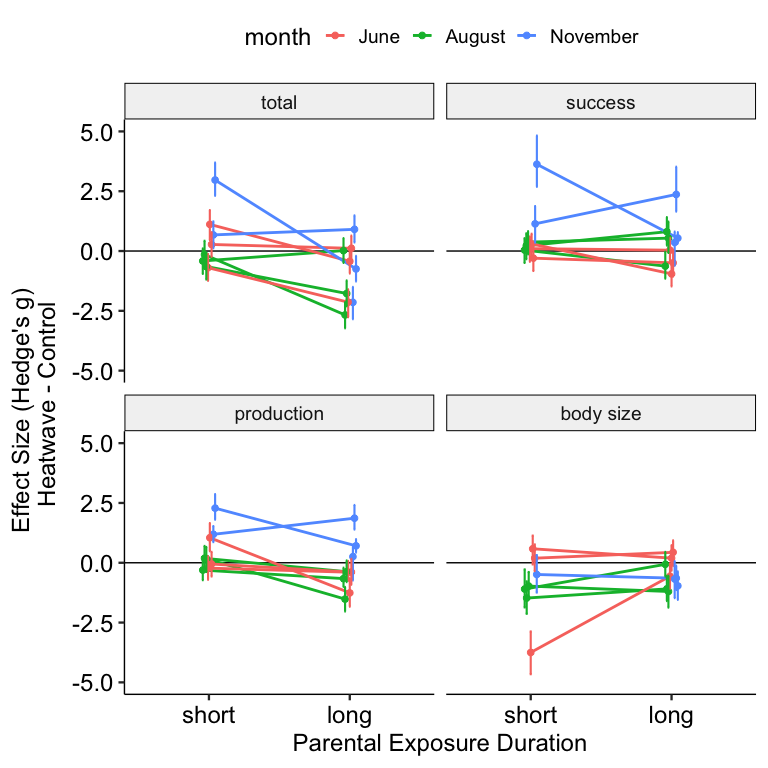 month June August November
total success
5.0
2.5
0.0
-2.5
-5.0
production body size
5.0
2.5
0.0
-2.5
-5.0
Effect Size (Hedge's g)
Heatwave - Control
short long short long
Parental Exposure Duration